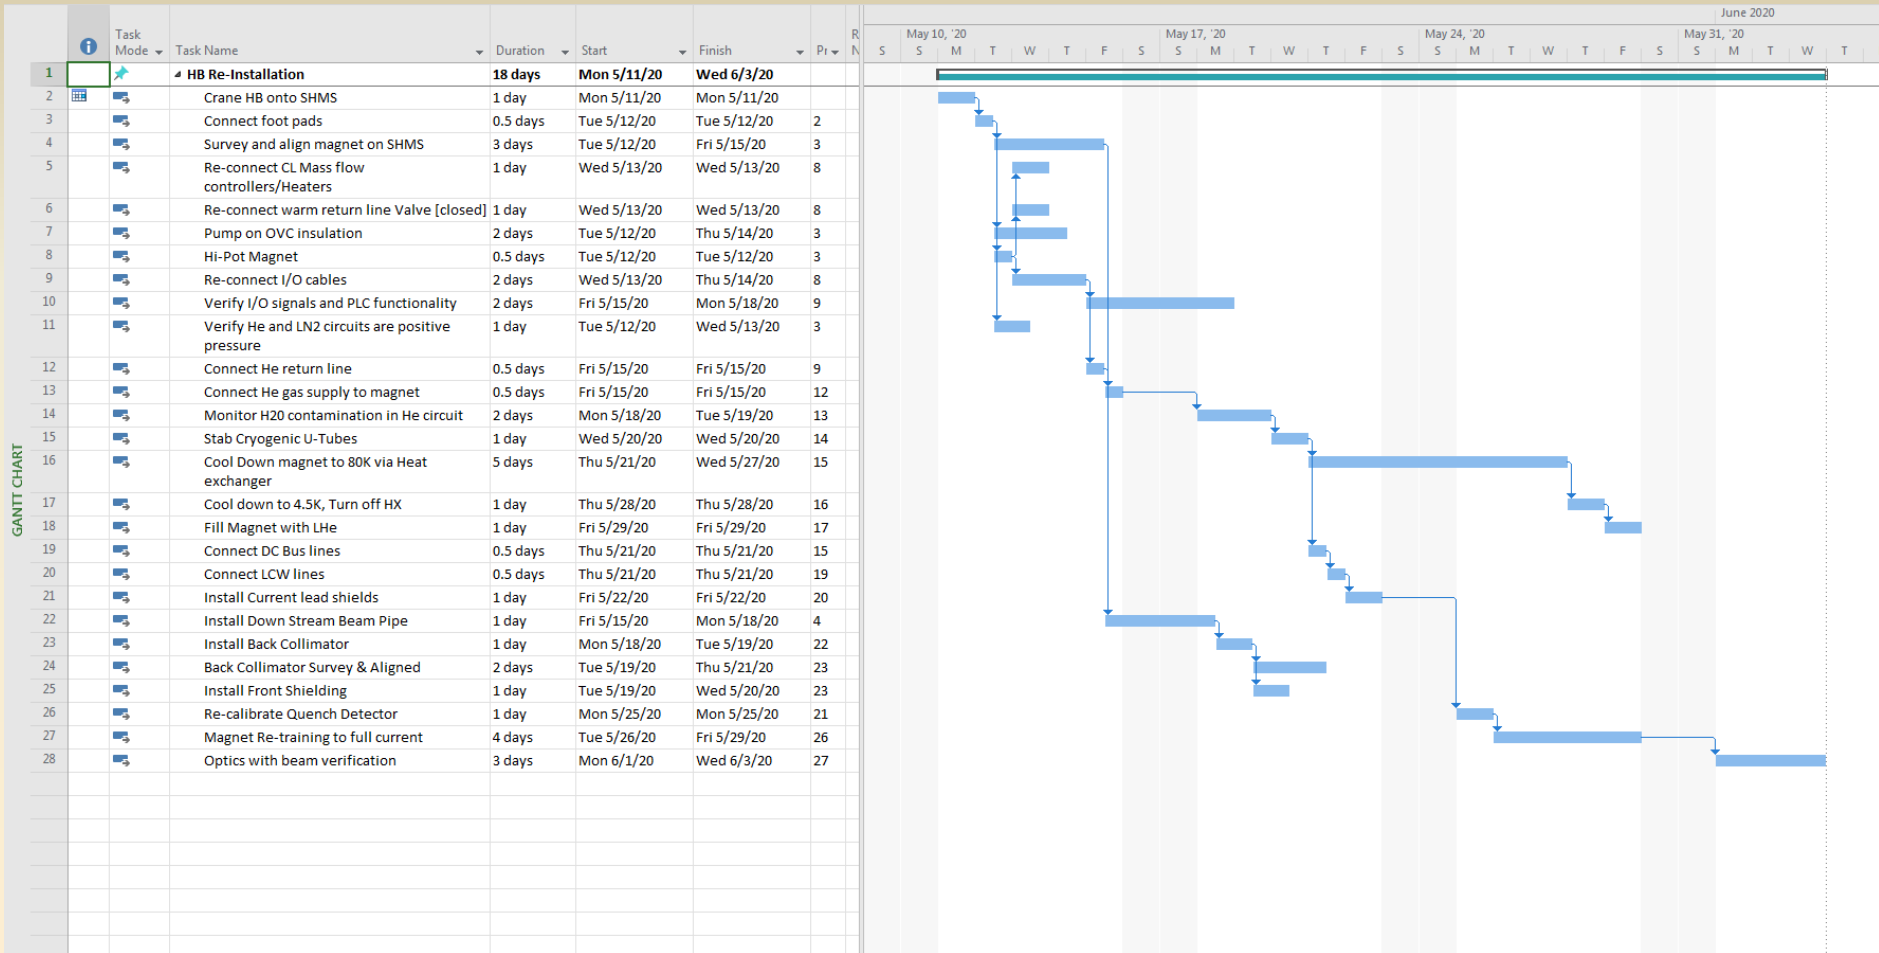 June 2020
Task R May 10, '20 May 17, '20 May 24, '20 May 31, '20
Mode Task Name Duration Start Finish Pr N S S M T W T F S S M T W T F S S M T W T F S S M T W T
1 HB Re-Installation 18 days Mon 5/11/20 Wed 6/3/20
2 Crane HB onto SHMS 1 day Mon 5/11/20 Mon 5/11/20
3 Connect foot pads 0.5 days Tue 5/12/20 Tue 5/12/20 2
4 Survey and align magnet on SHMS 3 days Tue 5/12/20 Fri 5/15/20 3
5 Re-connect CL Mass flow 1 day Wed 5/13/20 Wed 5/13/20 8
controllers/Heaters
6 Re-connect warm return line Valve [closed] 1 day Wed 5/13/20 Wed 5/13/20 8
7 Pump on OVC insulation 2 days Tue 5/12/20 Thu 5/14/20 3
8 Hi-Pot Magnet 0.5 days Tue 5/12/20 Tue 5/12/20 3
9 Re-connect I/O cables 2 days Wed 5/13/20 Thu 5/14/20 8
10 Verify I/O signals and PLC functionality 2 days Fri 5/15/20 Mon 5/18/20 9
11 Verify He and LN2 circuits are positive 1 day Tue 5/12/20 Wed 5/13/20 3
pressure
12 Connect He return line 0.5 days Fri 5/15/20 Fri 5/15/20 9
13 Connect He gas supply to magnet 0.5 days Fri 5/15/20 Fri 5/15/20 12
14 Monitor H20 contamination in He circuit 2 days Mon 5/18/20 Tue 5/19/20 13
15 Stab Cryogenic U-Tubes 1 day Wed 5/20/20 Wed 5/20/20 14
16 Cool Down magnet to 80K via Heat 5 days Thu 5/21/20 Wed 5/27/20 15
exchanger
17 Cool down to 4.5K, Turn off HX 1 day Thu 5/28/20 Thu 5/28/20 16
18 Fill Magnet with LHe 1 day Fri 5/29/20 Fri 5/29/20 17
19 Connect DC Bus lines 0.5 days Thu 5/21/20 Thu 5/21/20 15
20 Connect LCW lines 0.5 days Thu 5/21/20 Thu 5/21/20 19
21 Install Current lead shields 1 day Fri 5/22/20 Fri 5/22/20 20
22 Install Down Stream Beam Pipe 1 day Fri 5/15/20 Mon 5/18/20 4
23 Install Back Collimator 1 day Mon 5/18/20 Tue 5/19/20 22
24 Back Collimator Survey & Aligned 2 days Tue 5/19/20 Thu 5/21/20 23
25 Install Front Shielding 1 day Tue 5/19/20 Wed 5/20/20 23
26 Re-calibrate Quench Detector 1 day Mon 5/25/20 Mon 5/25/20 21
27 Magnet Re-training to full current 4 days Tue 5/26/20 Fri 5/29/20 26
28 Optics with beam verification 3 days Mon 6/1/20 Wed 6/3/20 27
GANTT CHART